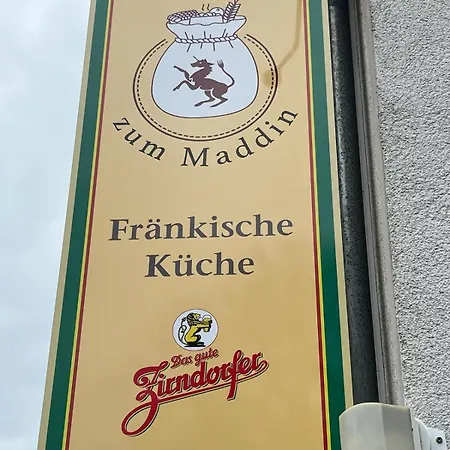 zum Maddin
Fränkische
Küche
Das gute
Zirndorfer